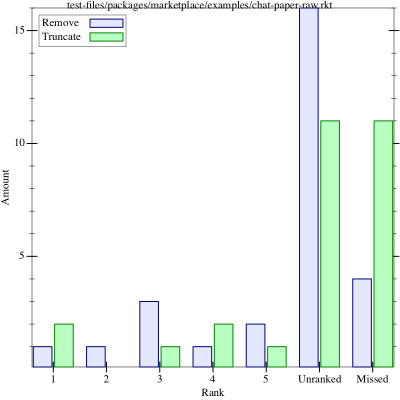 test-files/packages/marketplace/examples/chat-paper-raw.rkt
Remove
Truncate
15
10
5
Amount
1 2 3 4 5 Unranked Missed
Rank